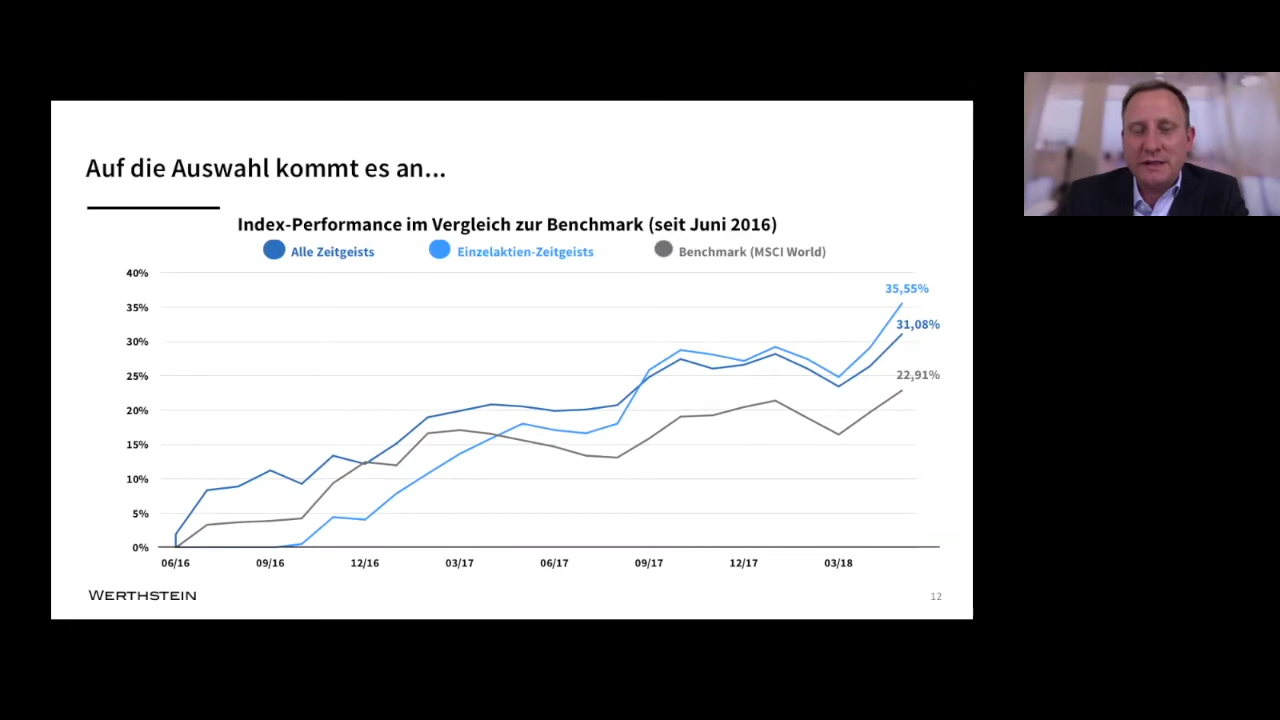 Auf die Auswahl kommt es an...
Index-Performance im Vergleich zur Benchmark (seit Juni 2016)
Alle Zeitgeists Einzelaktien-Zeitgeists Benchmark (MSCI World)
40%
35%
30%
25%
20%
15%
10%
5%
0%
35,55%
31,08%
22,91%
06/16 09/16 12/16 03/17 06/17 09/17 12/17 03/18
WERTHSTEIN
12